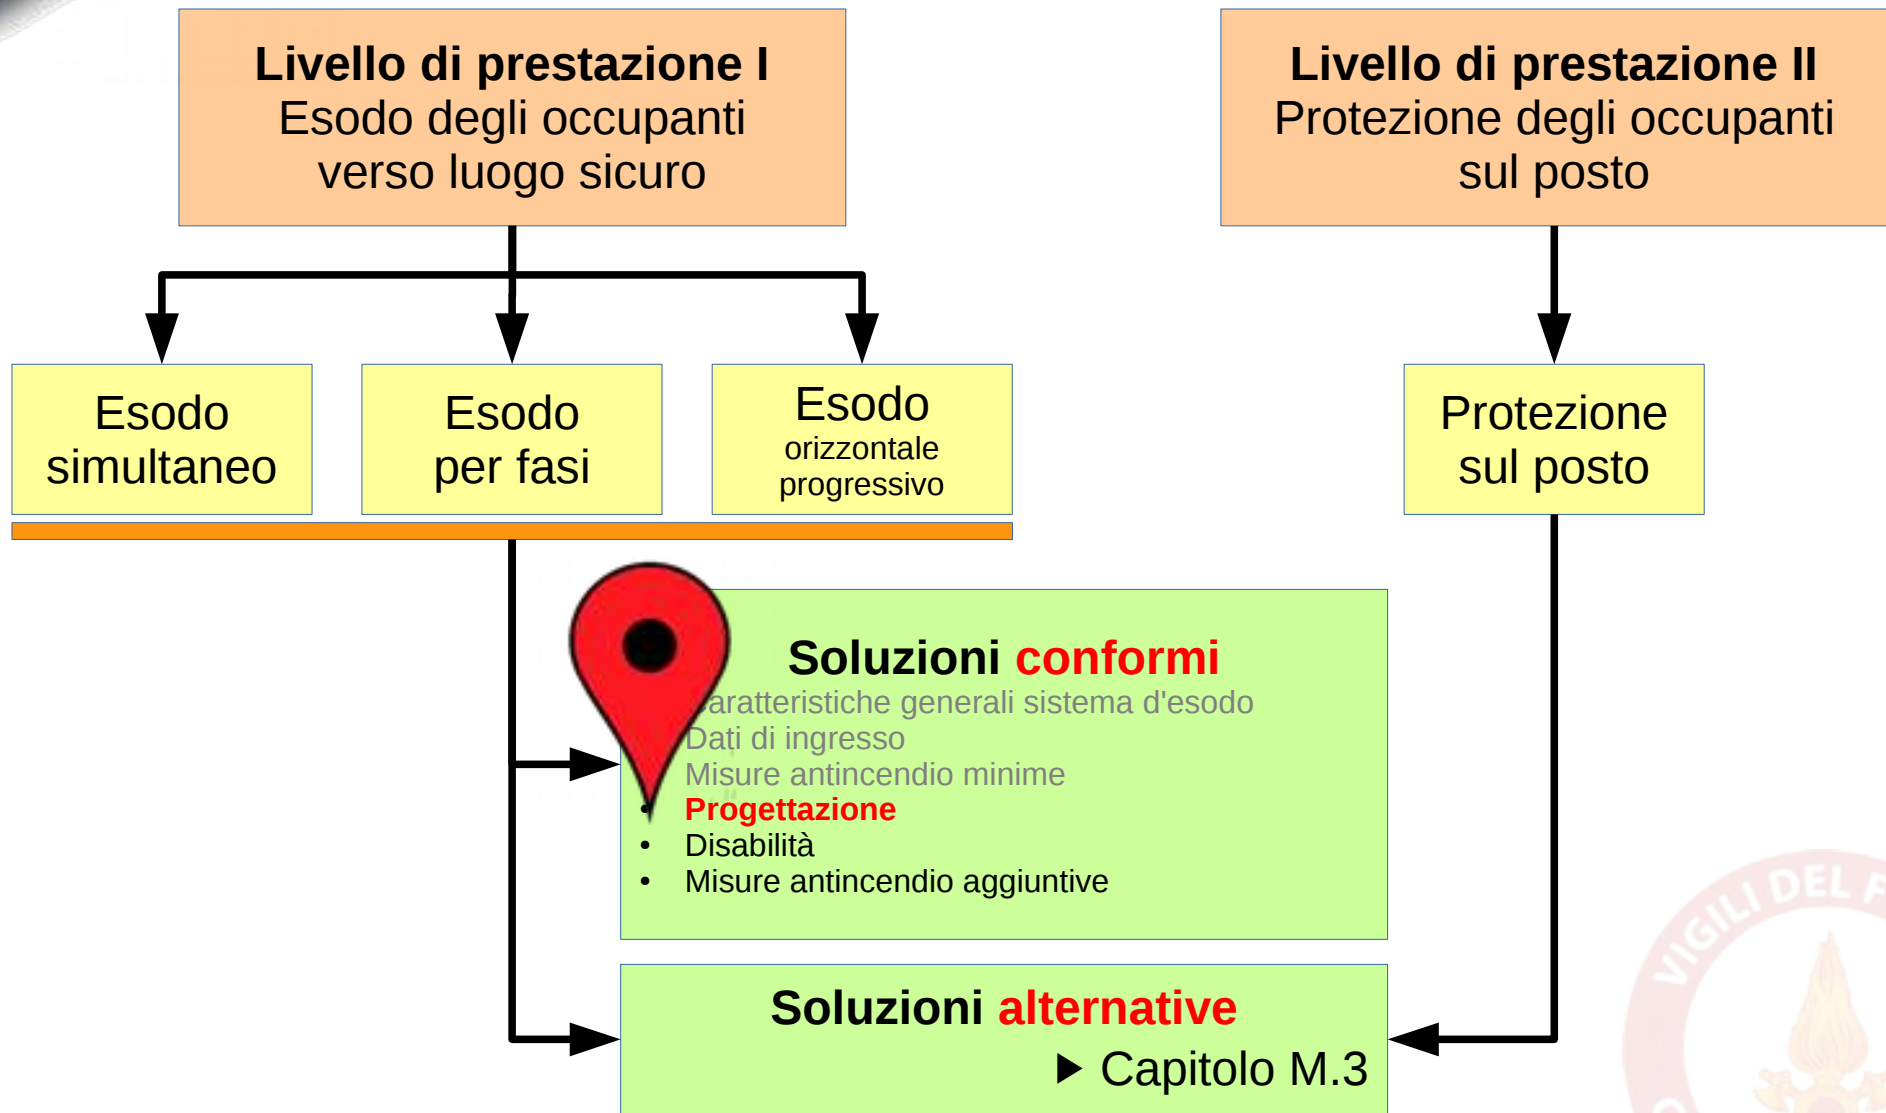 Livello di prestazione I
Esodo degli occupanti
verso luogo sicuro
Livello di prestazione II
Protezione degli occupanti
sul posto
Esodo
simultaneo
Esodo
per fasi
Esodo
orizzontale
progressivo
Protezione
sul posto
Soluzioni conformi
aratteristiche generali sistema d'esodo
Dati di ingresso
Misure antincendio minime
• Progettazione
• Disabilità
• Misure antincendio aggiuntive
Soluzioni alternative
▶ Capitolo M.3
VIGILI DEL F